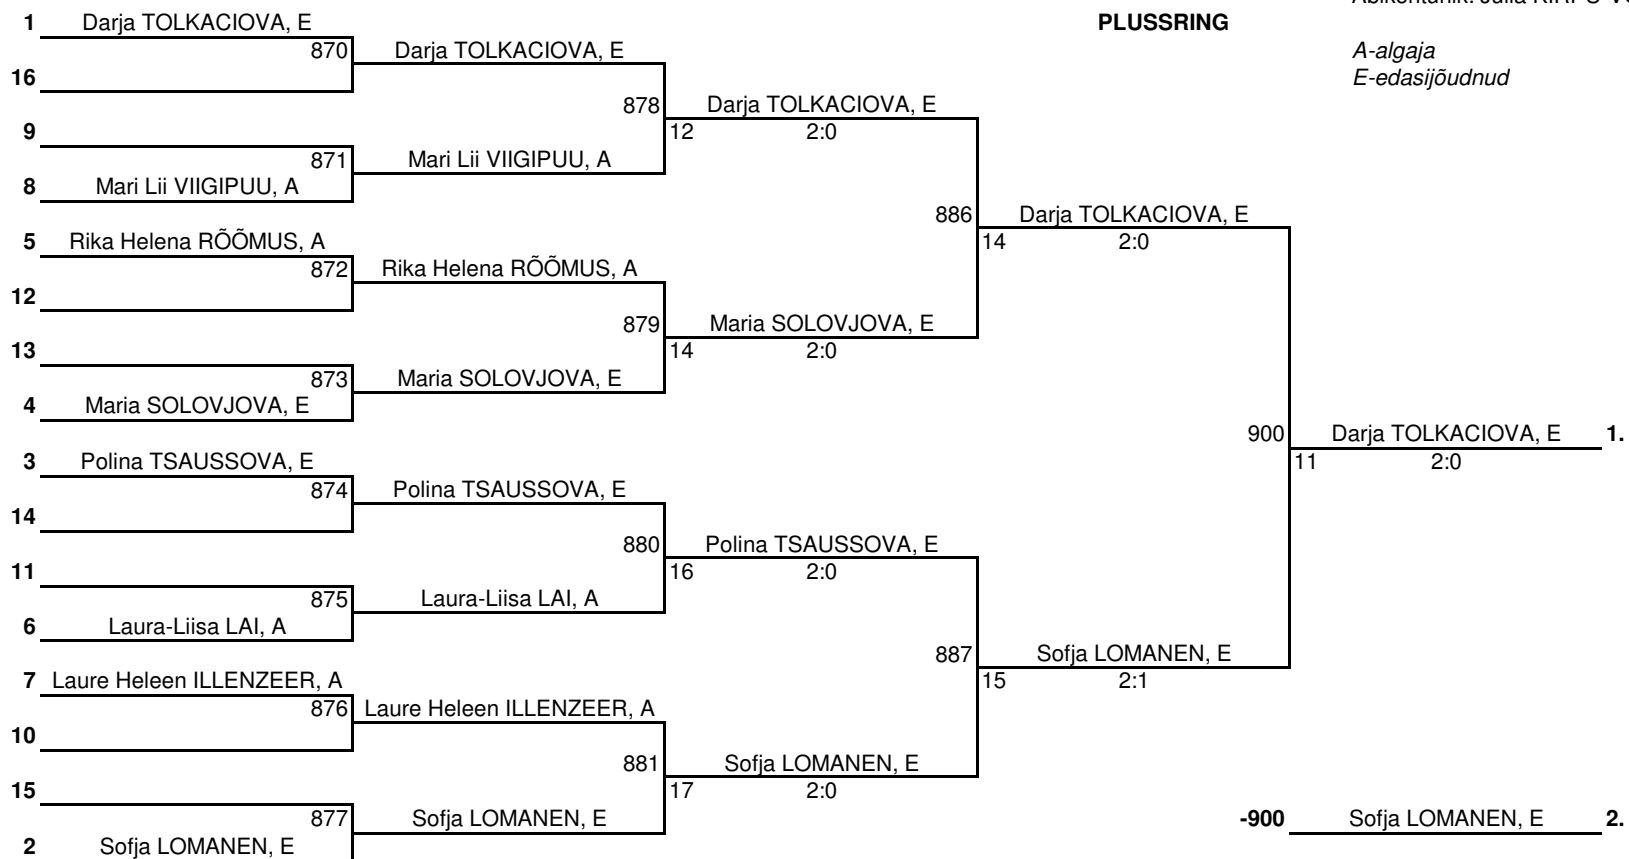 PLUSSRING
A-algaja
E-edasijõudnud
1 Darja TOLKACIOVA, E
870 Darja TOLKACIOVA, E
16
878 Darja TOLKACIOVA, E
12 2:0
9
871 Mari Lii VIIGIPUU, A
8 Mari Lii VIIGIPUU, A
886 Darja TOLKACIOVA, E
14 2:0
5 Rika Helena RÕÕMUS, A
872 Rika Helena RÕÕMUS, A
12
879 Maria SOLOVJOVA, E
14 2:0
13
873 Maria SOLOVJOVA, E
4 Maria SOLOVJOVA, E
900 Darja TOLKACIOVA, E 1.
11 2:0
3 Polina TSAUSSOVA, E
874 Polina TSAUSSOVA, E
14
880 Polina TSAUSSOVA, E
16 2:0
11
875 Laura-Liisa LAI, A
6 Laura-Liisa LAI, A
887 Sofja LOMANEN, E
15 2:1
7 Laure Heleen ILLENZEER, A
876 Laure Heleen ILLENZEER, A
10
881 Sofja LOMANEN, E
17 2:0
15
877 Sofja LOMANEN, E
-900 Sofja LOMANEN, E 2.
2 Sofja LOMANEN, E